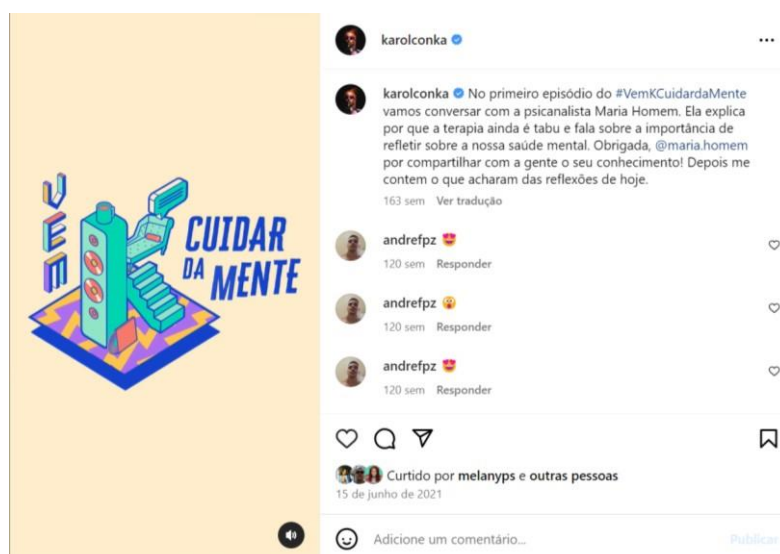 VEM
CUIDAR
DA
MENTE
karolconka
karolconka No primeiro episódio do #VemKCuidardaMente
vamos conversar com a psicanalista Maria Homem. Ela explica
por que a terapia ainda é tabu e fala sobre a importância de
refletir sobre a nossa saúde mental. Obrigada, @maria.homem
por compartilhar com a gente o seu conhecimento! Depois me
contem o que acharam das reflexões de hoje.
163 sem Ver tradução
andrefpz 😍
120 sem Responder
andrefpz 😮
120 sem Responder
andrefpz 😍
120 sem Responder
Curtido por melanyps e outras pessoas
15 de junho de 2021
Adicione um comentário... Publicar